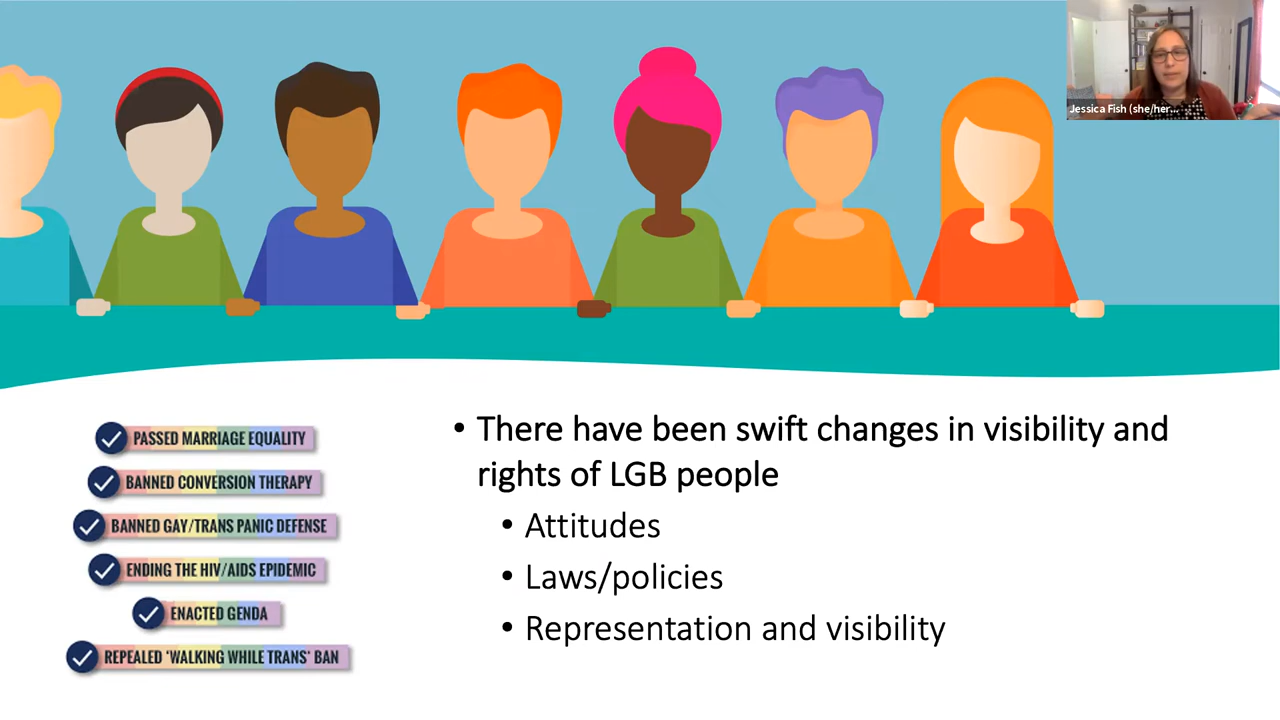 Jessica Fish (she/her...
PASSED MARRIAGE EQUALITY
BANNED CONVERSION THERAPY
BANNED GAY/TRANS PANIC DEFENSE
ENDING THE HIV/AIDS EPIDEMIC
ENACTED GENDA
REPEALED 'WALKING WHILE TRANS' BAN
• There have been swift changes in visibility and
rights of LGB people
• Attitudes
• Laws/policies
• Representation and visibility